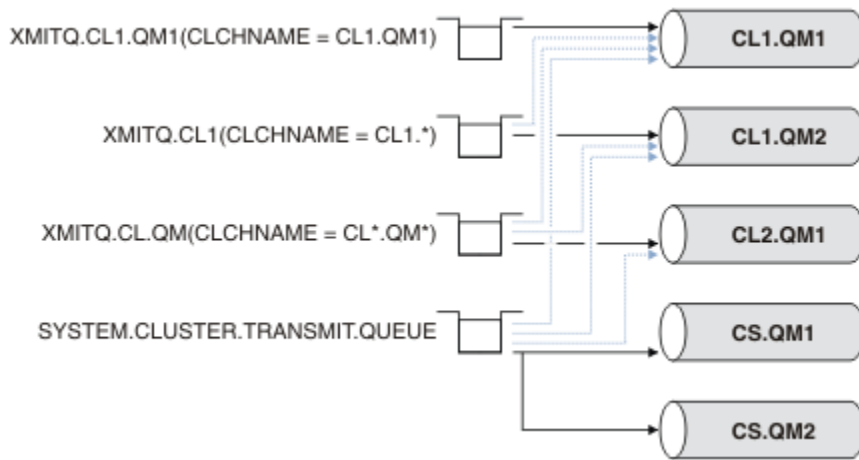 XMITQ.CL1.QM1(CLCHNAME = CL1.QM1)
CL1.QM1
XMITQ.CL1(CLCHNAME = CL1.*)
CL1.QM2
XMITQ.CL.QM(CLCHNAME = CL*.QM*)
CL2.QM1
SYSTEM.CLUSTER.TRANSMIT.QUEUE
CS.QM1
CS.QM2